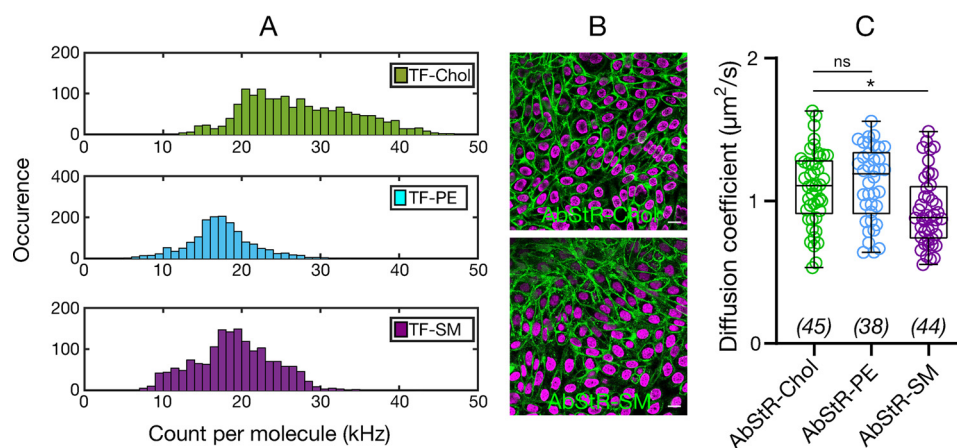 A
B
C
Occurence
200
100
0
TF-Chol
0 10 20 30 40 50
400
200
0
TF-PE
0 10 20 30 40 50
200
100
0
TF-SM
0 10 20 30 40 50
Count per molecule (kHz)
AbStR-Chol
AbStR-SM
Diffusion coefficient (μm²/s)
2
1
0
ns
*
(45) (38) (44)
AbStR-Chol
AbStR-PE
AbStR-SM